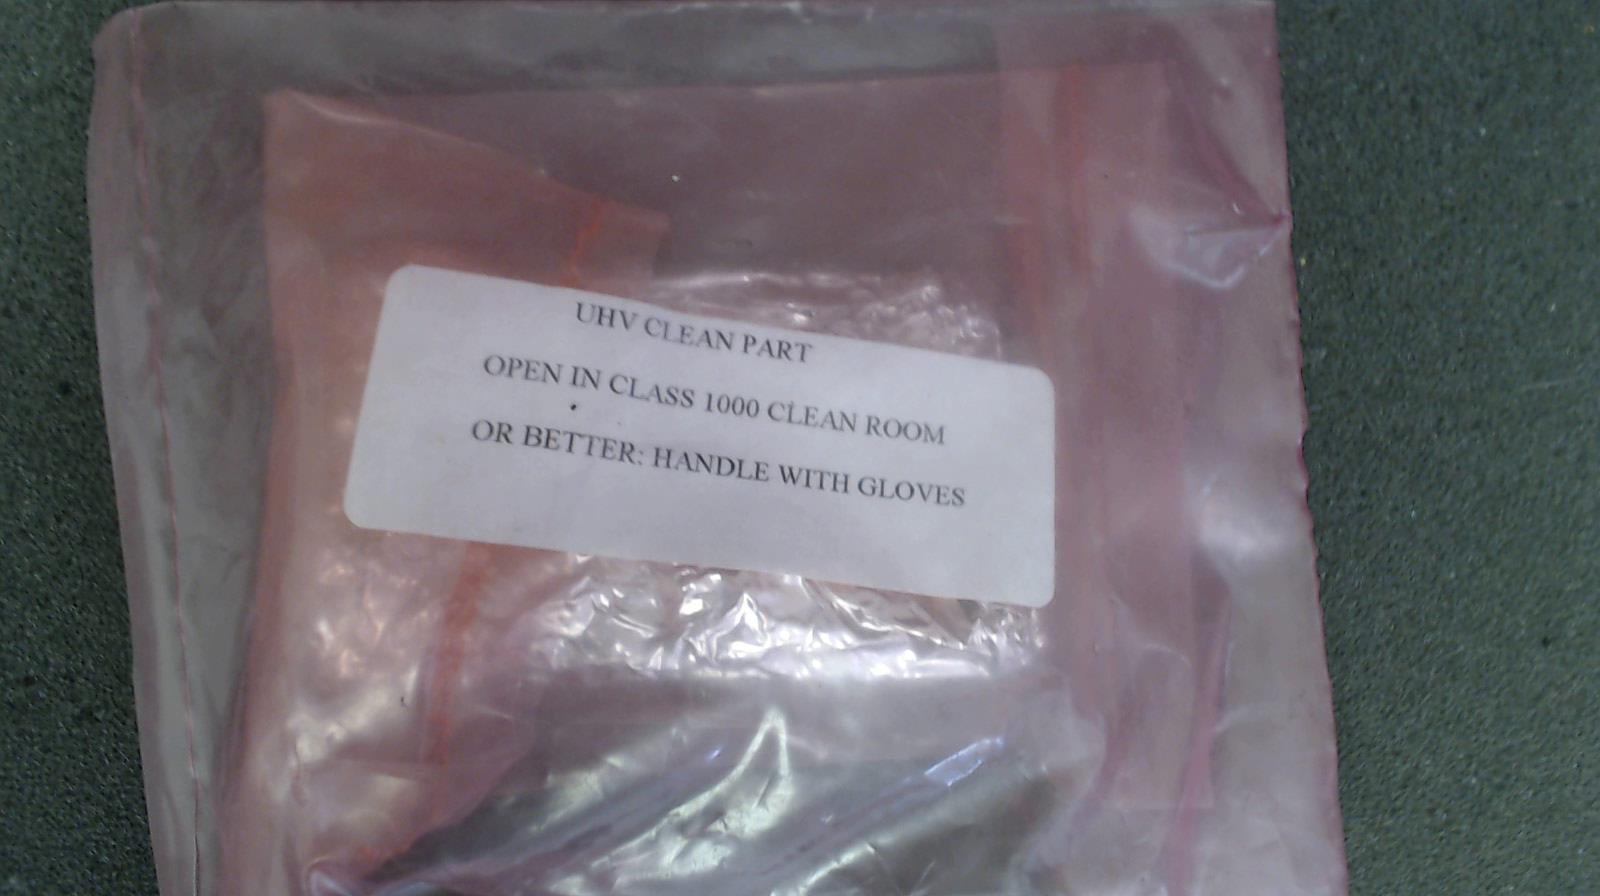 UHV CLEAN PART
OPEN IN CLASS 1000 CLEAN ROOM
OR BETTER: HANDLE WITH GLOVES